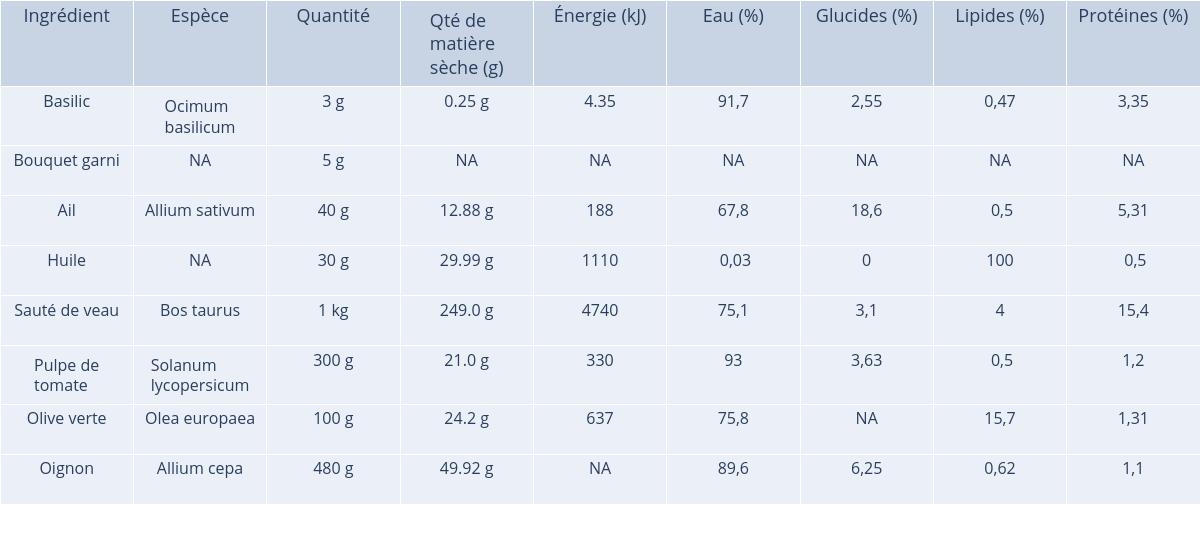 Ingrédient Espèce Quantité Qté de matière sèche (g) Énergie (kJ) Eau (%) Glucides (%) Lipides (%) Protéines (%)
Basilic Ocimum basilicum 3 g 0.25 g 4.35 91,7 2,55 0,47 3,35
Bouquet garni NA 5 g NA NA NA NA NA NA
Ail Allium sativum 40 g 12.88 g 188 67,8 18,6 0,5 5,31
Huile NA 30 g 29.99 g 1110 0,03 0 100 0,5
Sauté de veau Bos taurus 1 kg 249.0 g 4740 75,1 3,1 4 15,4
Pulpe de tomate Solanum lycopersicum 300 g 21.0 g 330 93 3,63 0,5 1,2
Olive verte Olea europaea 100 g 24.2 g 637 75,8 NA 15,7 1,31
Oignon Allium cepa 480 g 49.92 g NA 89,6 6,25 0,62 1,1